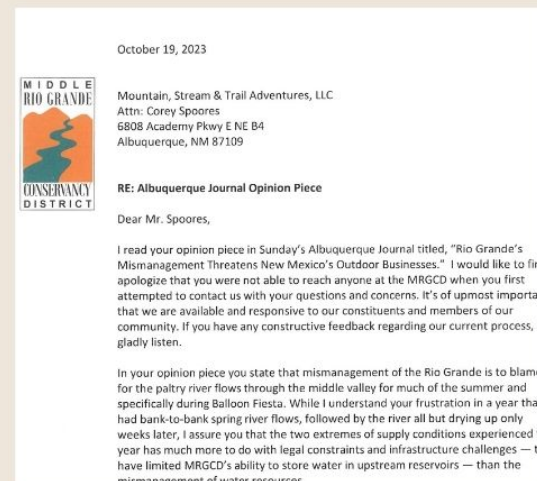 October 19, 2023
MIDDLE
RIO GRANDE
CONSERVANCY
DISTRICT
Mountain, Stream & Trail Adventures, LLC
Attn: Corey Spoores
6808 Academy Pkwy E NE B4
Albuquerque, NM 87109
RE: Albuquerque Journal Opinion Piece
Dear Mr. Spoores,
I read your opinion piece in Sunday's Albuquerque Journal titled, "Rio Grande's
Mismanagement Threatens New Mexico's Outdoor Businesses." I would like to
apologize that you were not able to reach anyone at the MRGCD when you first
attempted to contact us with your questions and concerns. It's of upmost
that we are available and responsive to our constituents and members of our
community. If you have any constructive feedback regarding our current process,
gladly listen.
In your opinion piece you state that mismanagement of the Rio Grande is to
for the paltry river flows through the middle valley for much of the summer and
specifically during Balloon Fiesta. While I understand your frustration in a year
had bank-to-bank spring river flows, followed by the river all but drying up only
weeks later, I assure you that the two extremes of supply conditions experienced
year has much more to do with legal constraints and infrastructure challenges —
have limited MRGCD's ability to store water in upstream reservoirs — than the
mismanagement of water resources.